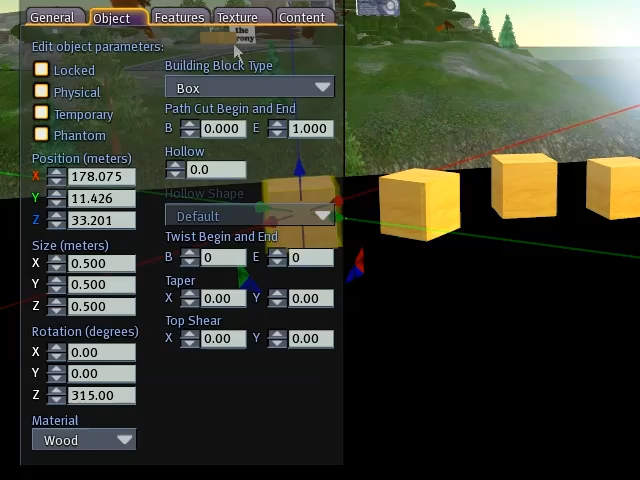 General Object Features Texture Content
the
rony
Edit object parameters:
Locked
Physical
Temporary
Phantom
Position (meters)
X 178.075
Y 11.426
Z 33.201
Size (meters)
X 0.500
Y 0.500
Z 0.500
Rotation (degrees)
X 0.00
Y 0.00
Z 315.00
Material
Wood
Building Block Type
Box
Path Cut Begin and End
B 0.000 E 1.000
Hollow
0.0
Hollow Shape
Default
Twist Begin and End
B 0 E 0
Taper
X 0.00 Y 0.00
Top Shear
X 0.00 Y 0.00